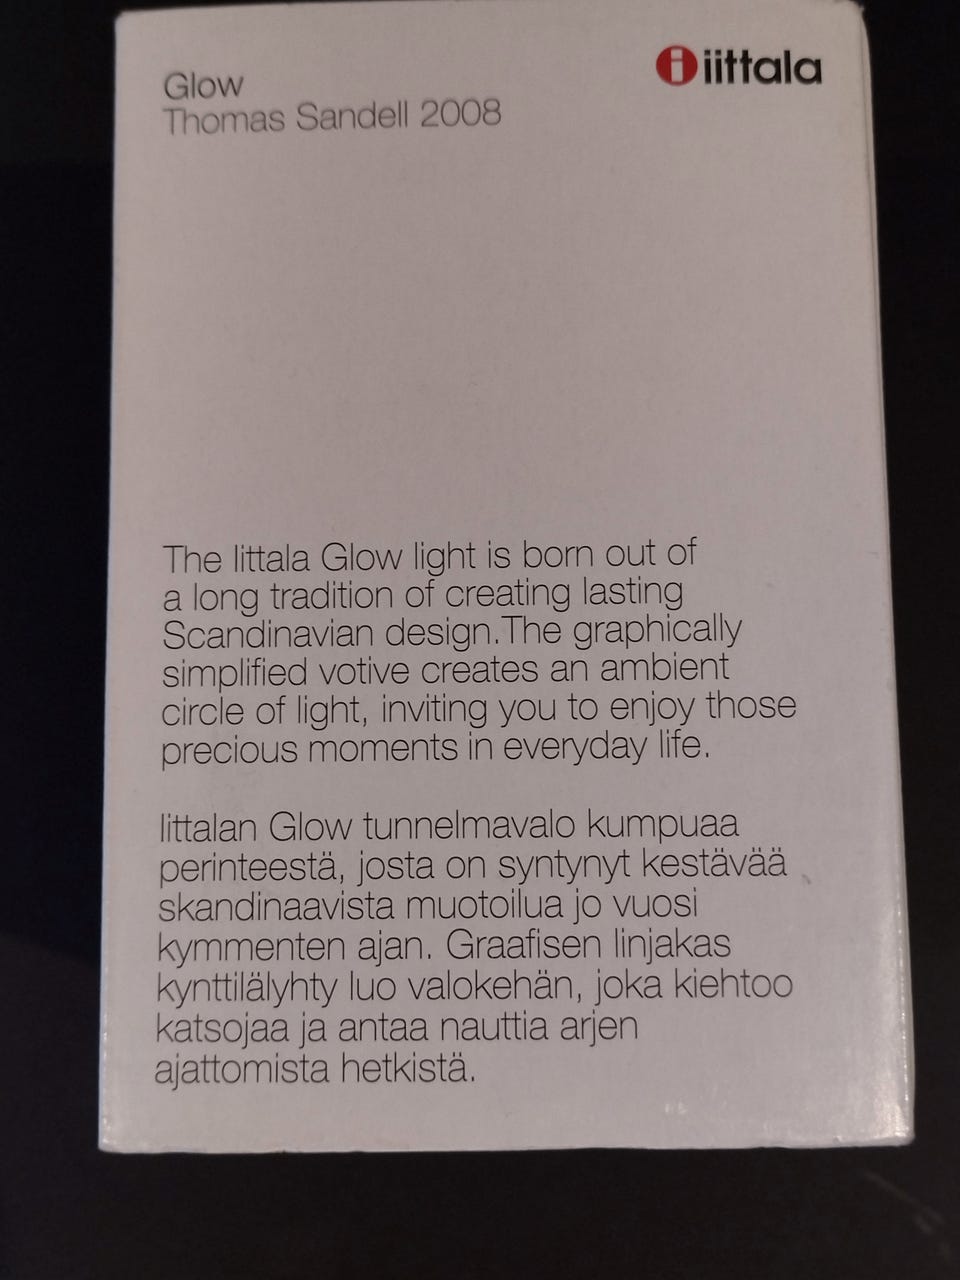 Glow
Thomas Sandell 2008
i iittala
The Iittala Glow light is born out of
a long tradition of creating lasting
Scandinavian design.The graphically
simplified votive creates an ambient
circle of light, inviting you to enjoy those
precious moments in everyday life.
Iittalan Glow tunnelmavalo kumpuaa
perinteestä, josta on syntynyt kestävää
skandinaavista muotoilua jo vuosi
kymmenten ajan. Graafisen linjakas
kynttilälyhty luo valokehän, joka kiehtoo
katsojaa ja antaa nauttia arjen
ajattomista hetkistä.